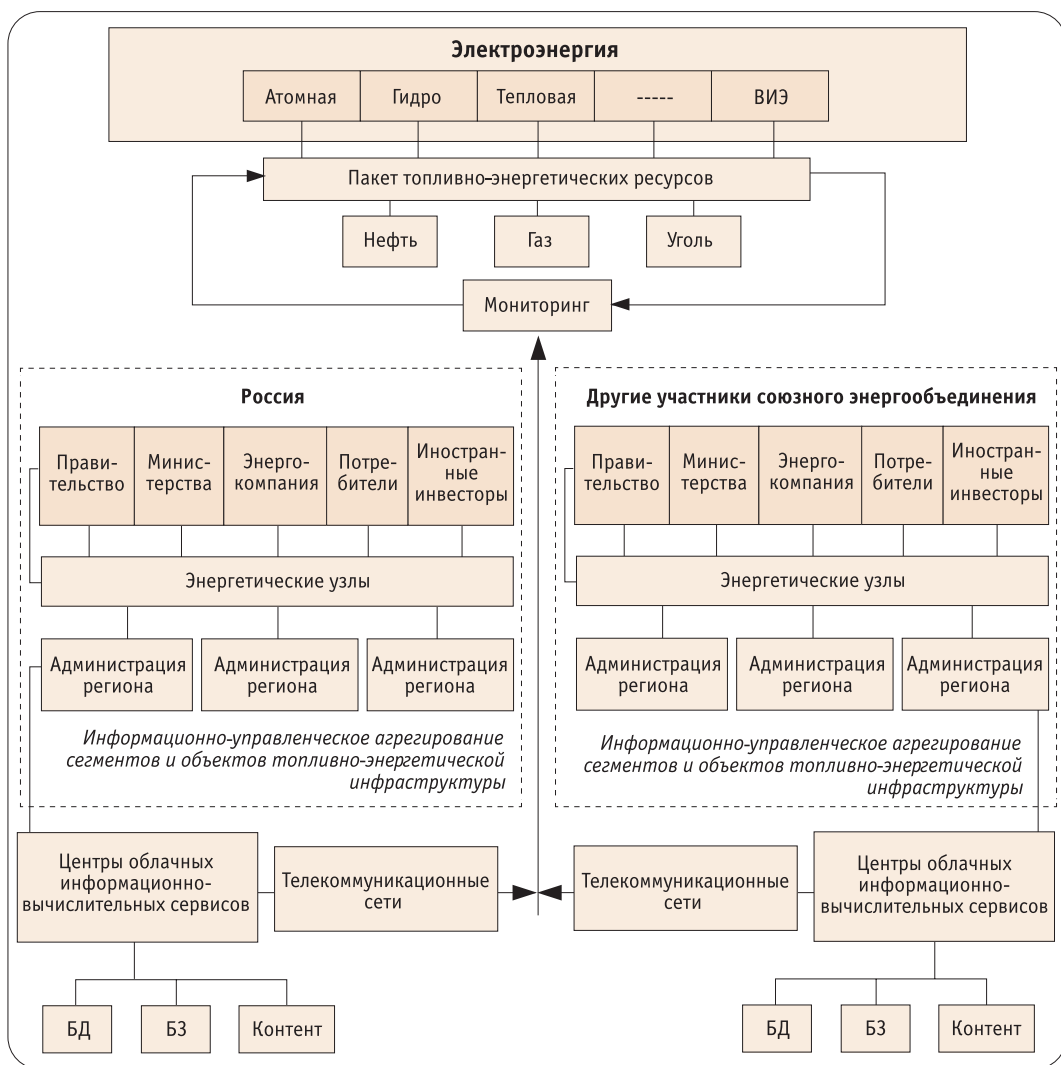 Электроэнергия
Атомная
Гидро
Тепловая
-----
ВИЭ
Пакет топливно-энергетических ресурсов
Нефть
Газ
Уголь
Мониторинг
Россия
Прави-
тельство
Минис-
терства
Энерго-
компания
Потре-
бители
Иностран-
ные
инвесторы
Энергетические узлы
Администрация
региона
Администрация
региона
Администрация
региона
Информационно-управленческое агрегирование
сегментов и объектов топливно-энергетической
инфраструктуры
Другие участники союзного энергообъединения
Прави-
тельство
Минис-
терства
Энерго-
компания
Потре-
бители
Иностран-
ные
инвесторы
Энергетические узлы
Администрация
региона
Администрация
региона
Администрация
региона
Информационно-управленческое агрегирование
сегментов и объектов топливно-энергетической
инфраструктуры
Центры облачных
информационно-
вычислительных сервисов
Телекоммуникационные
сети
Телекоммуникационные
сети
Центры облачных
информационно-
вычислительных сервисов
БД
БЗ
Контент
БД
БЗ
Контент